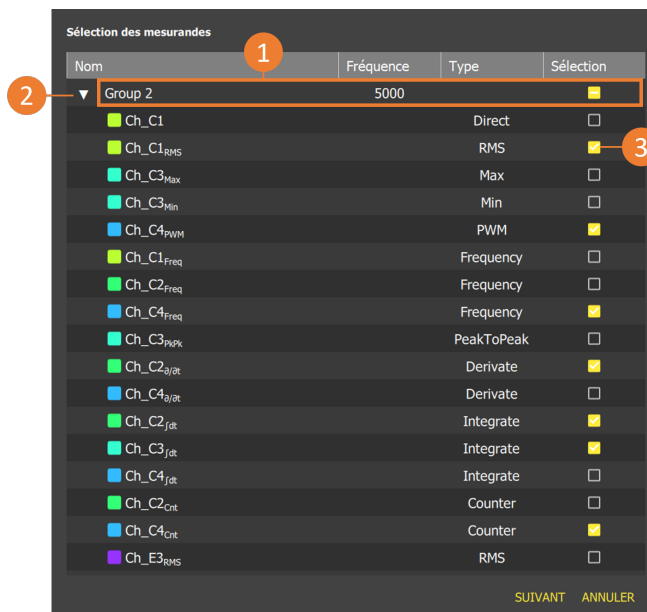 Sélection des mesurandes
1
Nom Fréquence Type Sélection
2 ▼ Group 2 5000
Ch_C1 Direct
Ch_C1RMS RMS 3
Ch_C3Max Max
Ch_C3Min Min
Ch_C4PWM PWM
Ch_C1Freq Frequency
Ch_C2Freq Frequency
Ch_C4Freq Frequency
Ch_C3PkPk PeakToPeak
Ch_C2∂/∂t Derivate
Ch_C4∂/∂t Derivate
Ch_C2∫dt Integrate
Ch_C3∫dt Integrate
Ch_C4∫dt Integrate
Ch_C2Cnt Counter
Ch_C4Cnt Counter
Ch_E3RMS RMS
SUIVANT ANNULER